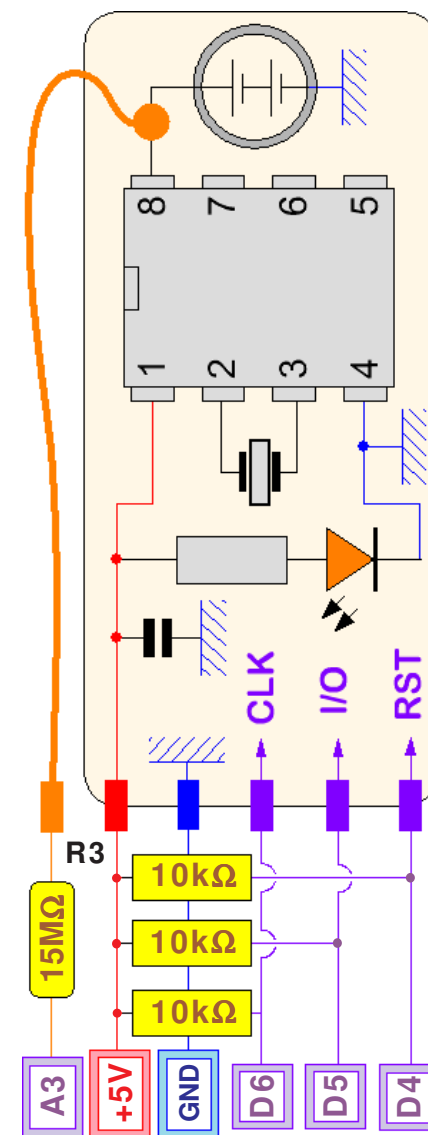 8 7 6 5
1 2 3 4
CLK
I/O
RST
R3
10kΩ
15MΩ
10kΩ
10kΩ
A3
+5V
GND
D6
D5
D4